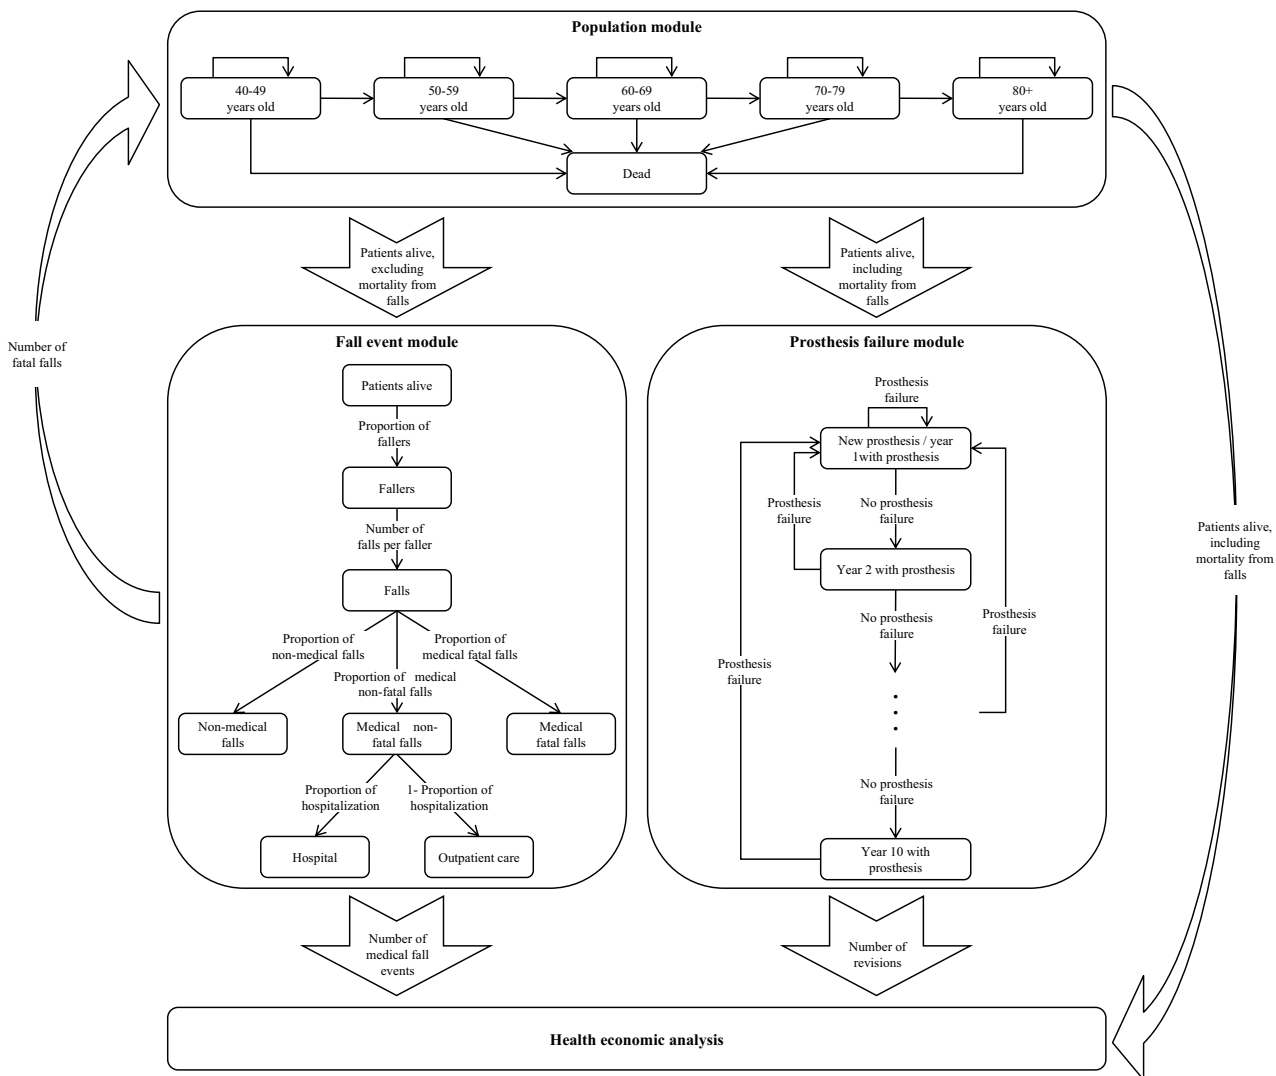 Population module
40-49
years old
50-59
years old
60-69
years old
70-79
years old
80+
years old
Dead
Patients alive,
excluding
mortality from
falls
Patients alive,
including
mortality from
falls
Number of
fatal falls
Fall event module
Patients alive
Proportion of
fallers
Fallers
Number of
falls per faller
Falls
Proportion of
non-medical falls
Proportion of medical
non-fatal falls
Proportion of
medical fatal falls
Non-medical
falls
Medical non-
fatal falls
Medical
fatal falls
Proportion of
hospitalization
1- Proportion of
hospitalization
Hospital
Outpatient care
Prosthesis failure module
Prosthesis
failure
New prosthesis / year
1with prosthesis
Prosthesis
failure
No prosthesis
failure
Year 2 with prosthesis
No prosthesis
failure
Prosthesis
failure
Prosthesis
failure
No prosthesis
failure
Year 10 with
prosthesis
Patients alive,
including
mortality from
falls
Number of
medical fall
events
Number of
revisions
Health economic analysis